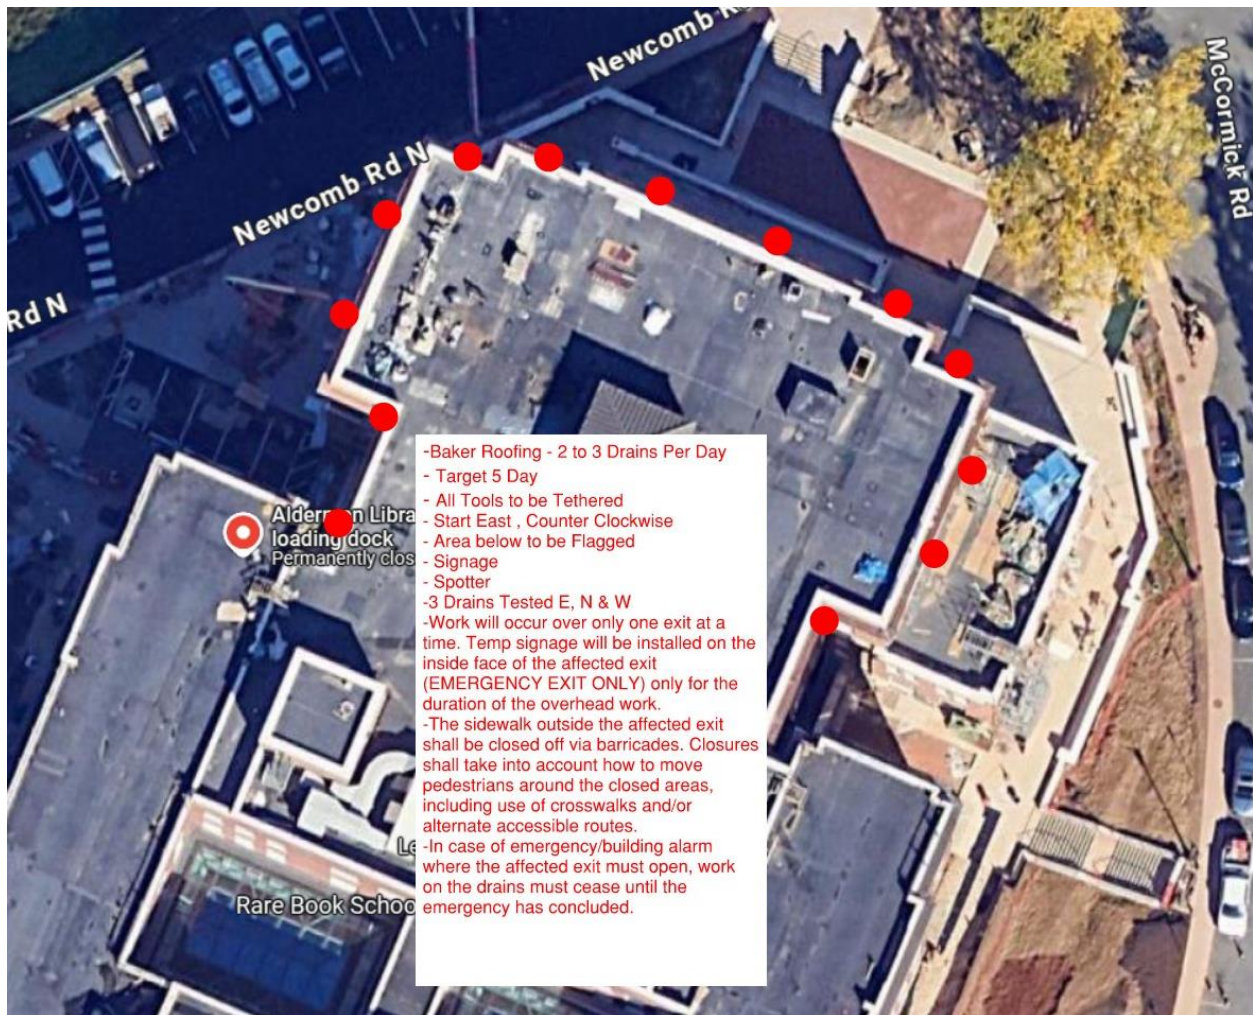 Newcomb R
McCormick Rd
Newcomb Rd N
Rd N
Alder n Libra
loading dock
Permanently clos
-Baker Roofing - 2 to 3 Drains Per Day
- Target 5 Day
- All Tools to be Tethered
- Start East , Counter Clockwise
- Area below to be Flagged
- Signage
- Spotter
-3 Drains Tested E, N & W
-Work will occur over only one exit at a
time. Temp signage will be installed on the
inside face of the affected exit
(EMERGENCY EXIT ONLY) only for the
duration of the overhead work.
-The sidewalk outside the affected exit
shall be closed off via barricades. Closures
shall take into account how to move
pedestrians around the closed areas,
including use of crosswalks and/or
alternate accessible routes.
-In case of emergency/building alarm
where the affected exit must open, work
on the drains must cease until the
emergency has concluded.
Le
Rare Book Schoo